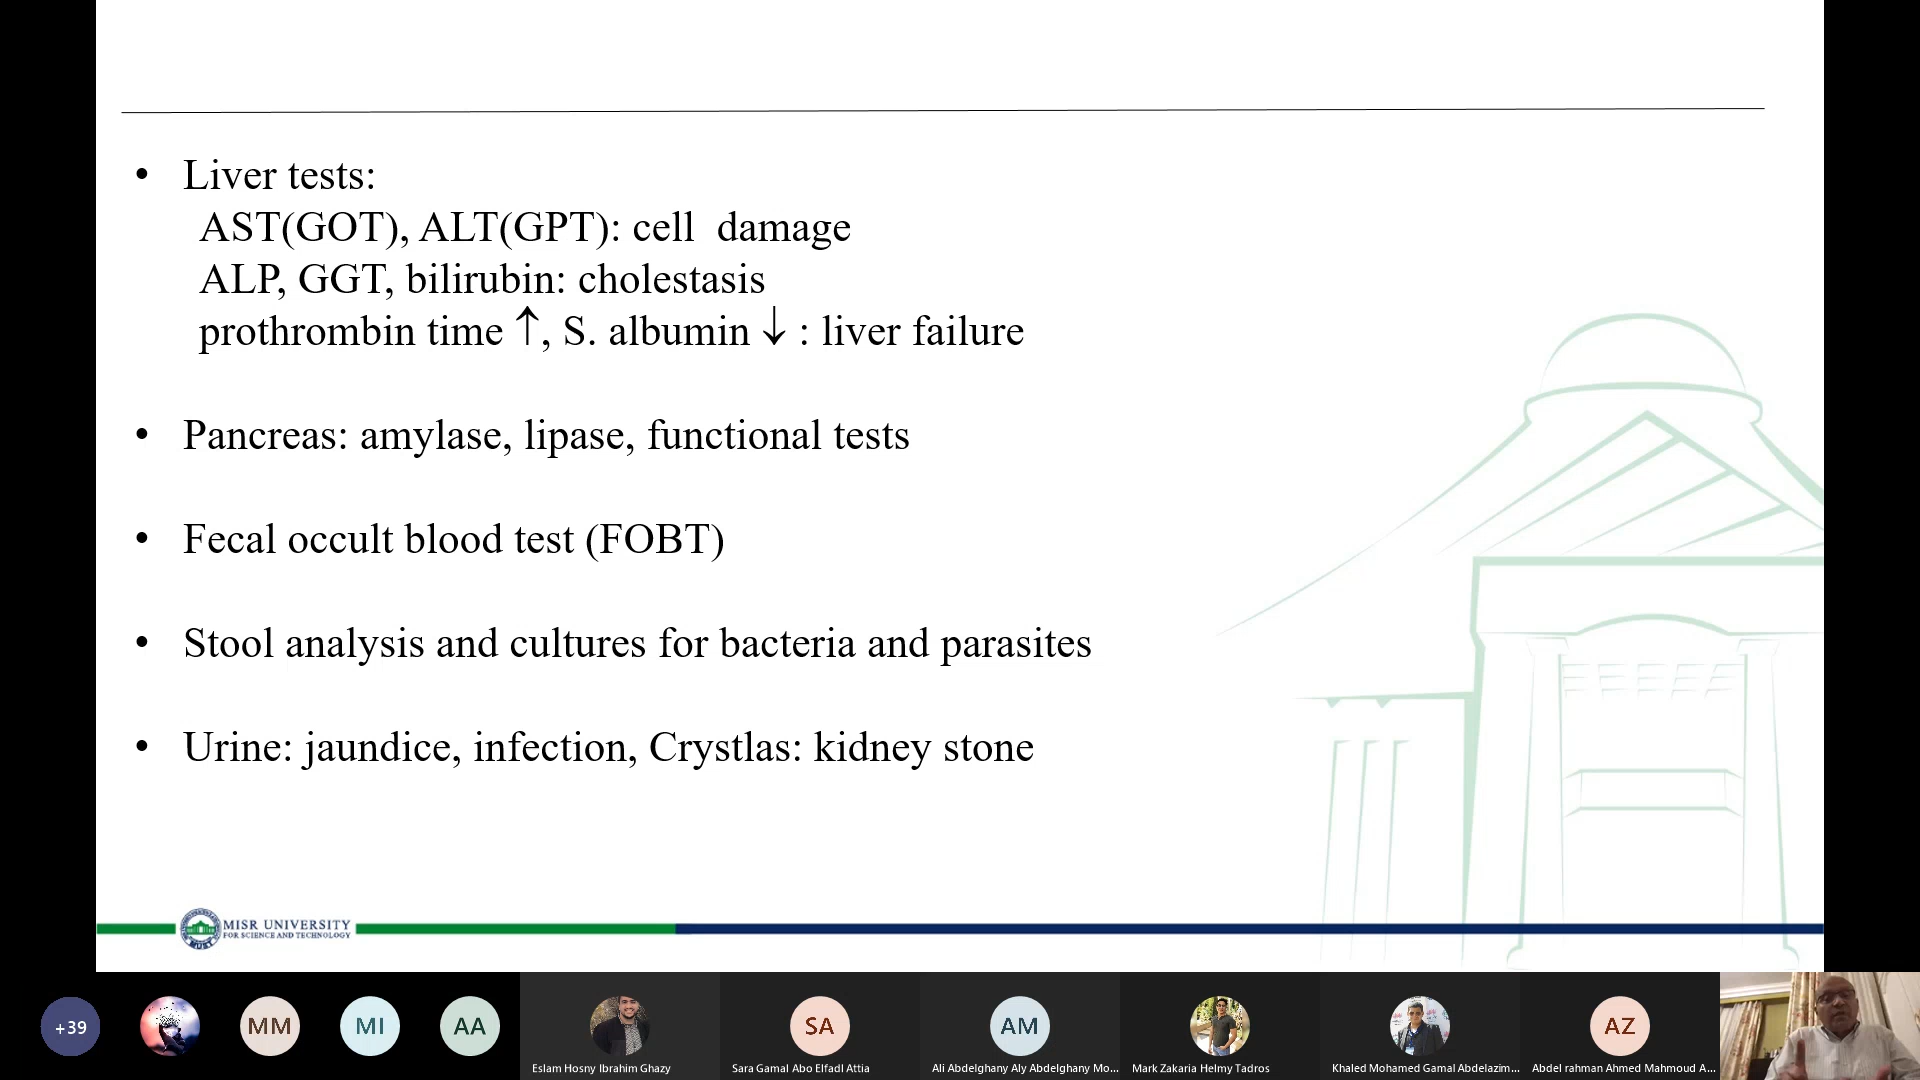 • Liver tests:
AST(GOT), ALT(GPT): cell  damage
ALP, GGT, bilirubin: cholestasis
prothrombin time ↑, S. albumin ↓ : liver failure
• Pancreas: amylase, lipase, functional tests
• Fecal occult blood test (FOBT)
• Stool analysis and cultures for bacteria and parasites
• Urine: jaundice, infection, Crystlas: kidney stone
MISR UNIVERSITY
FOR SCIENCE AND TECHNOLOGY
MUST
+39
MM
MI
AA
SA
AM
AZ
Eslam Hosny Ibrahim Ghazy
Sara Gamal Abo Elfadl Attia
Ali Abdelghany Aly Abdelghany Mo...
Mark Zakaria Helmy Tadros
Khaled Mohamed Gamal Abdelazim...
Abdel rahman Ahmed Mahmoud A...